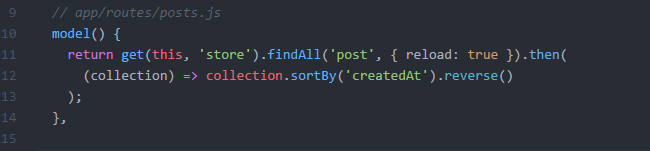 9 // app/routes/posts.js
10 model() {
11 return get(this, 'store').findAll('post', { reload: true }).then(
12 (collection) => collection.sortBy('createdAt').reverse()
13 );
14 },
15